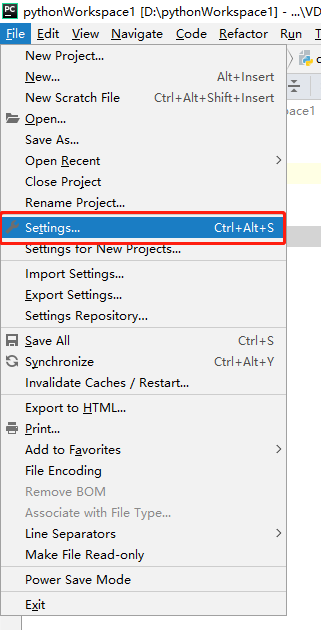 PC pythonWorkspace1 [D:\pythonWorkspace1] - ...\VD
File Edit View Navigate Code Refactor Run T
New Project...
New... Alt+Insert
New Scratch File Ctrl+Alt+Shift+Insert
Open...
Save As...
Open Recent
Close Project
Rename Project...
Settings... Ctrl+Alt+S
Settings for New Projects...
Import Settings...
Export Settings...
Settings Repository...
Save All Ctrl+S
Synchronize Ctrl+Alt+Y
Invalidate Caches / Restart...
Export to HTML...
Print...
Add to Favorites
File Encoding
Remove BOM
Associate with File Type...
Line Separators
Make File Read-only
Power Save Mode
Exit